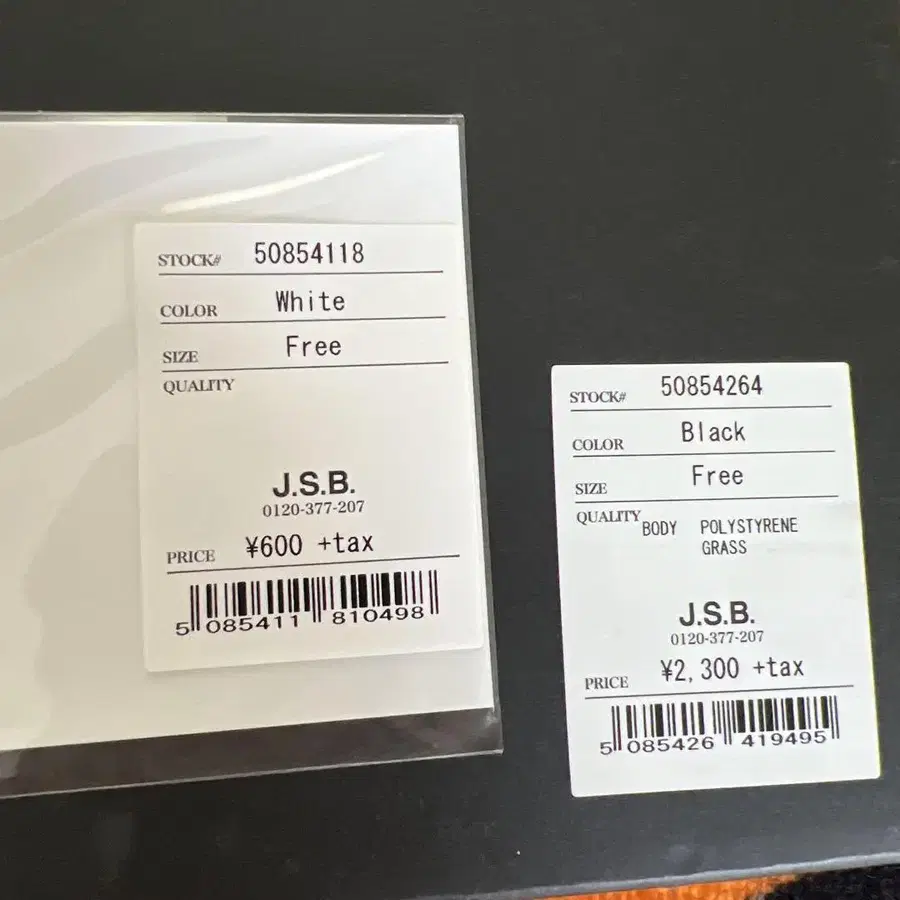 STOCK# 50854118
COLOR White
SIZE Free
QUALITY
J.S.B.
0120-377-207
PRICE ¥600 +tax
5 085411 810498
STOCK# 50854264
COLOR Black
SIZE Free
QUALITY BODY POLYSTYRENE
GRASS
J.S.B.
0120-377-207
PRICE ¥2,300 +tax
5 085426 419495